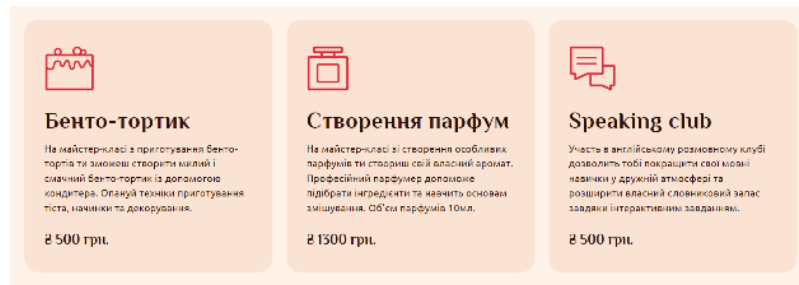 Бенто-тортик
На майстер-класі з приготування бенто-
тортів ти зможеш створити милий і
смачний бенто-тортик із допомогою
кондитера. Опануй техніки приготування
тіста, начинки та декорування.
₴ 500 грн.
Створення парфум
На майстер-класі зі створення особливих
парфумів ти створиш свій власний аромат.
Професійний парфумер допоможе
підібрати інгредієнти та навчить основам
змішування. Об'єм парфумів 10мл.
₴ 1300 грн.
Speaking club
Участь в англійському розмовному клубі
дозволить тобі покращити свої мовні
навички у дружній атмосфері та
розширити власний словниковий запас
завдяки інтерактивним завданням.
₴ 500 грн.